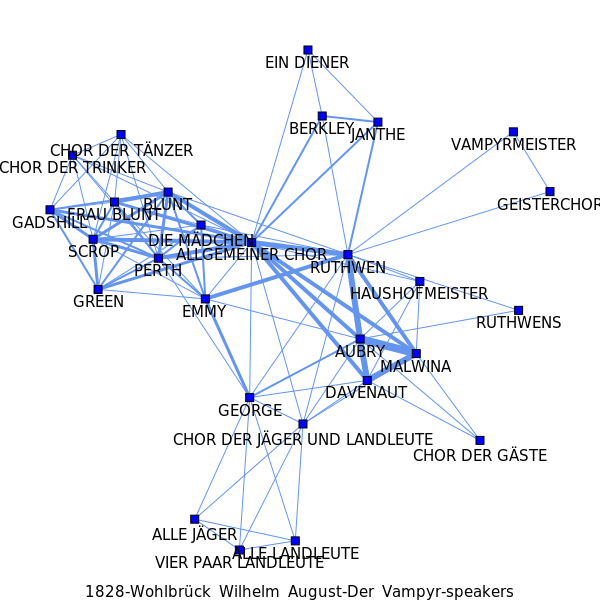 EIN DIENER
BERKLEY
JANTHE
VAMPYRMEISTER
CHOR DER TÄNZER
CHOR DER TRINKER
GEISTERCHOR
BLUNT
FRAU BLUNT
GADSHILL
DIE MÄDCHEN
SCROP
ALLGEMEINER CHOR
RUTHWEN
PERTH
HAUSHOFMEISTER
GREEN
EMMY
RUTHWENS
AUBRY
MALWINA
DAVENAUT
GEORGE
CHOR DER JÄGER UND LANDLEUTE
CHOR DER GÄSTE
ALLE JÄGER
ALLE LANDLEUTE
VIER PAAR LANDLEUTE
1828-Wohlbrück Wilhelm August-Der Vampyr-speakers